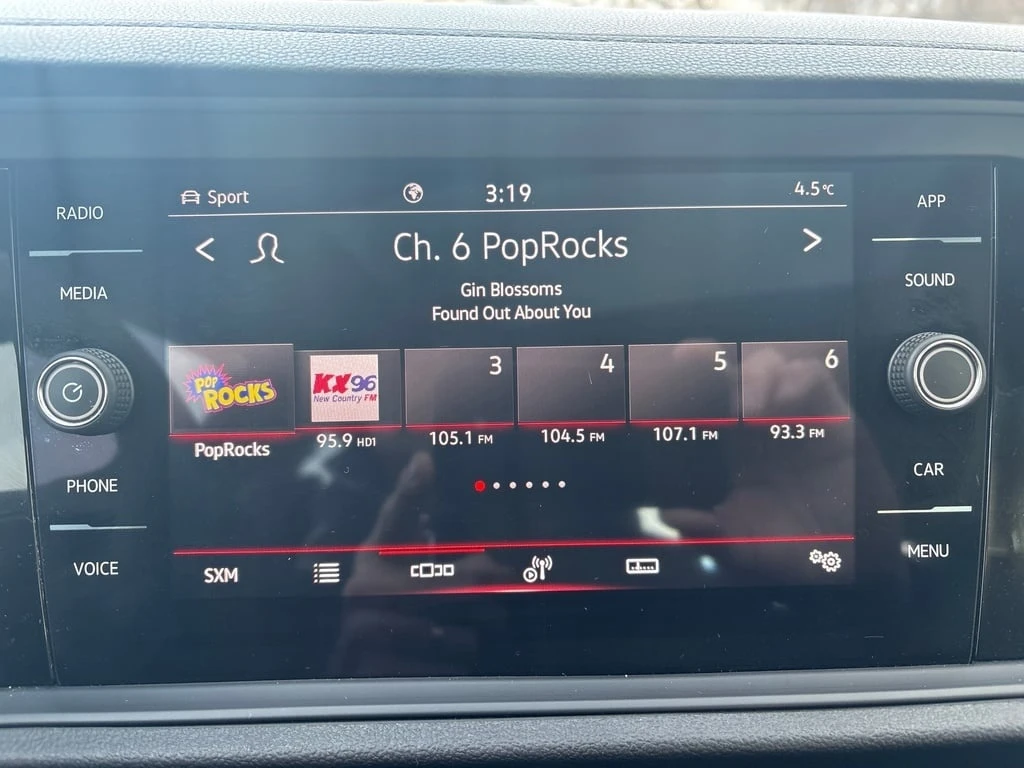 RADIO
MEDIA
PHONE
VOICE
Sport
3:19
4.5°C
Ch. 6 PopRocks
Gin Blossoms
Found Out About You
POP ROCKS
PopRocks
KX96
New Country FM
95.9 HD1
3
105.1 FM
4
104.5 FM
5
107.1 FM
6
93.3 FM
SXM
APP
SOUND
CAR
MENU